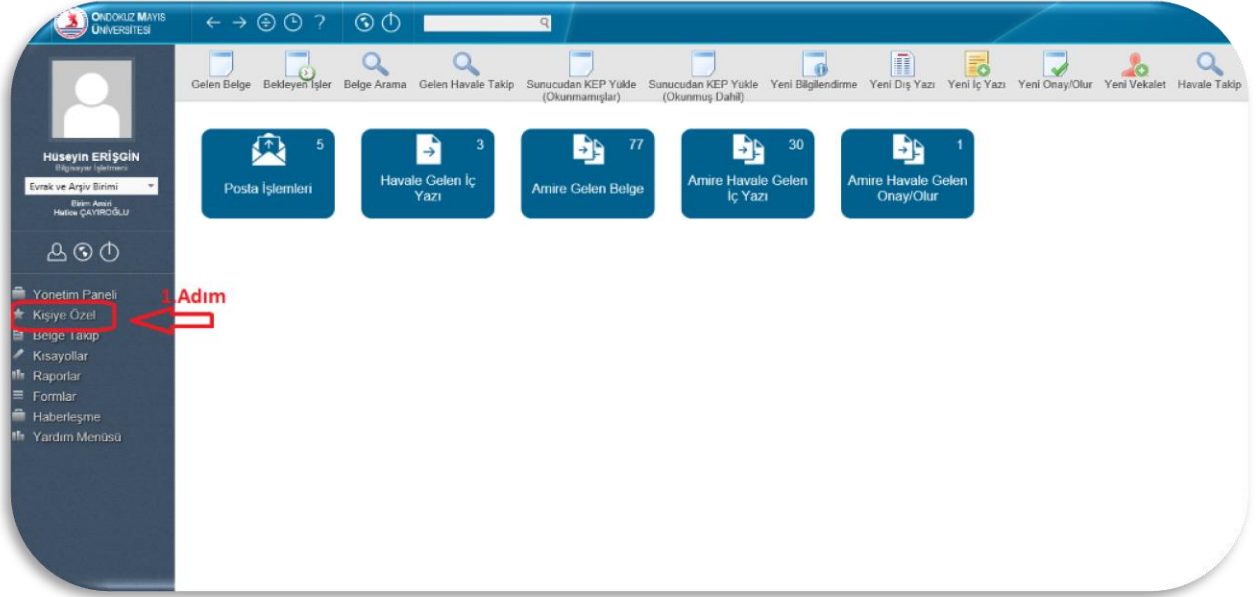 ONDOKUZ MAYIS
ÜNİVERSİTESİ
?
Gelen Belge
Bekleyen İşler
Belge Arama
Gelen Havale Takip
Sunucudan KEP Yükle
(Okunmamışlar)
Sunucudan KEP Yükle
(Okunmuş Dahil)
Yeni Bilgilendirme
Yeni Dış Yazı
Yeni İç Yazı
Yeni Onay/Olur
Yeni Vekalet
Havale Takip
Hüseyin ERİŞGİN
Bilgisayar İşletmeni
Evrak ve Arşiv Birimi
Birim Amiri
Hatice ÇAYIROĞLU
5
Posta İşlemleri
3
Havale Gelen İç
Yazı
77
Amire Gelen Belge
30
Amire Havale Gelen
İç Yazı
1
Amire Havale Gelen
Onay/Olur
Yonetim Paneli
1.Adım
Kişiye Özel
Belge Takip
Kısayollar
Raporlar
Formlar
Haberleşme
Yardım Menüsü